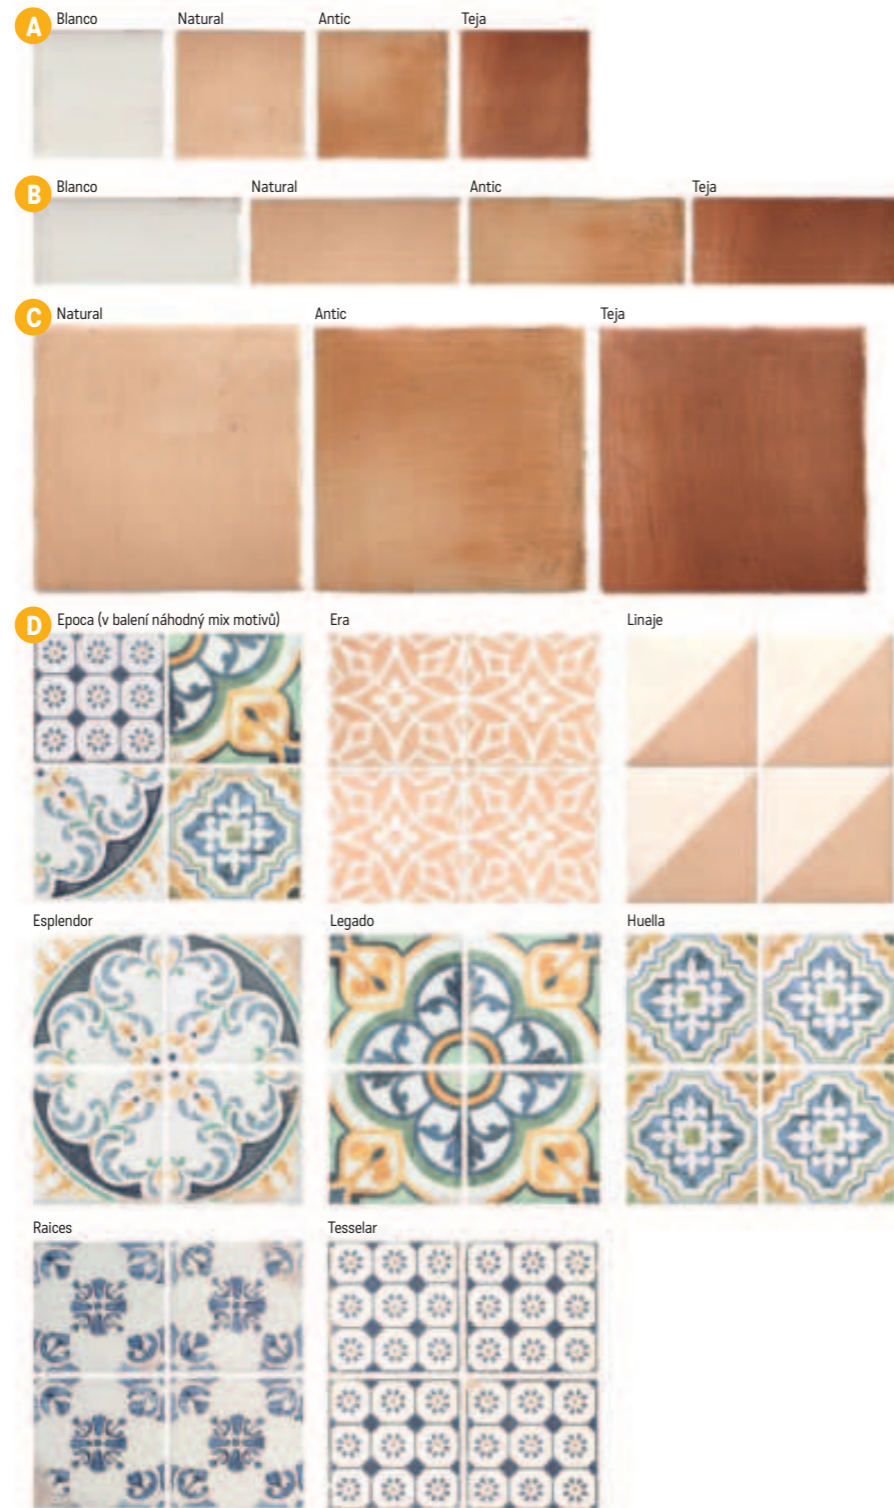 A Blanco Natural Antic Teja
B Blanco Natural Antic Teja
C Natural Antic Teja
D Epoca (v balení náhodný mix motivů) Era Linaje
Esplendor Legado Huella
Raices Tesselar